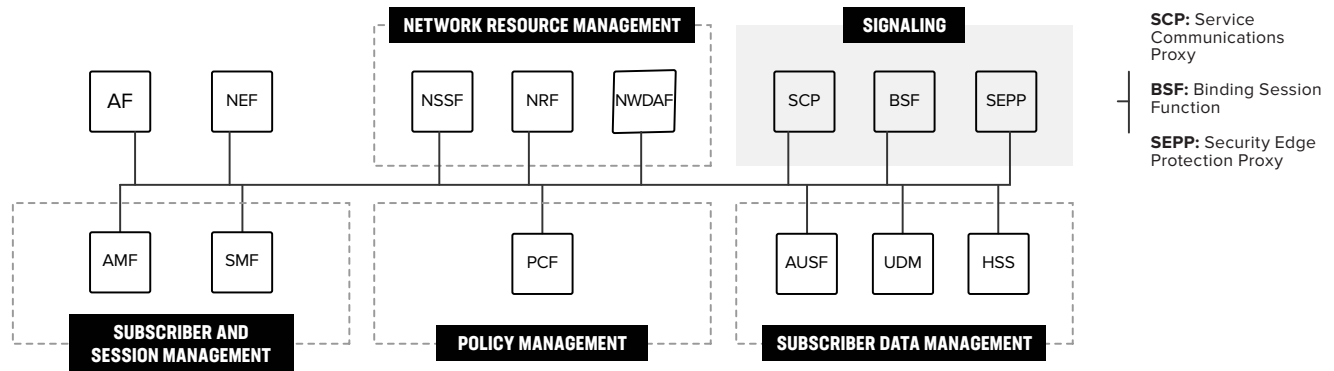 NETWORK RESOURCE MANAGEMENT
SIGNALING
SCP: Service
Communications
Proxy
BSF: Binding Session
Function
SEPP: Security Edge
Protection Proxy
AF
NEF
NSSF
NRF
NWDAF
SCP
BSF
SEPP
AMF
SMF
PCF
AUSF
UDM
HSS
SUBSCRIBER AND
SESSION MANAGEMENT
POLICY MANAGEMENT
SUBSCRIBER DATA MANAGEMENT